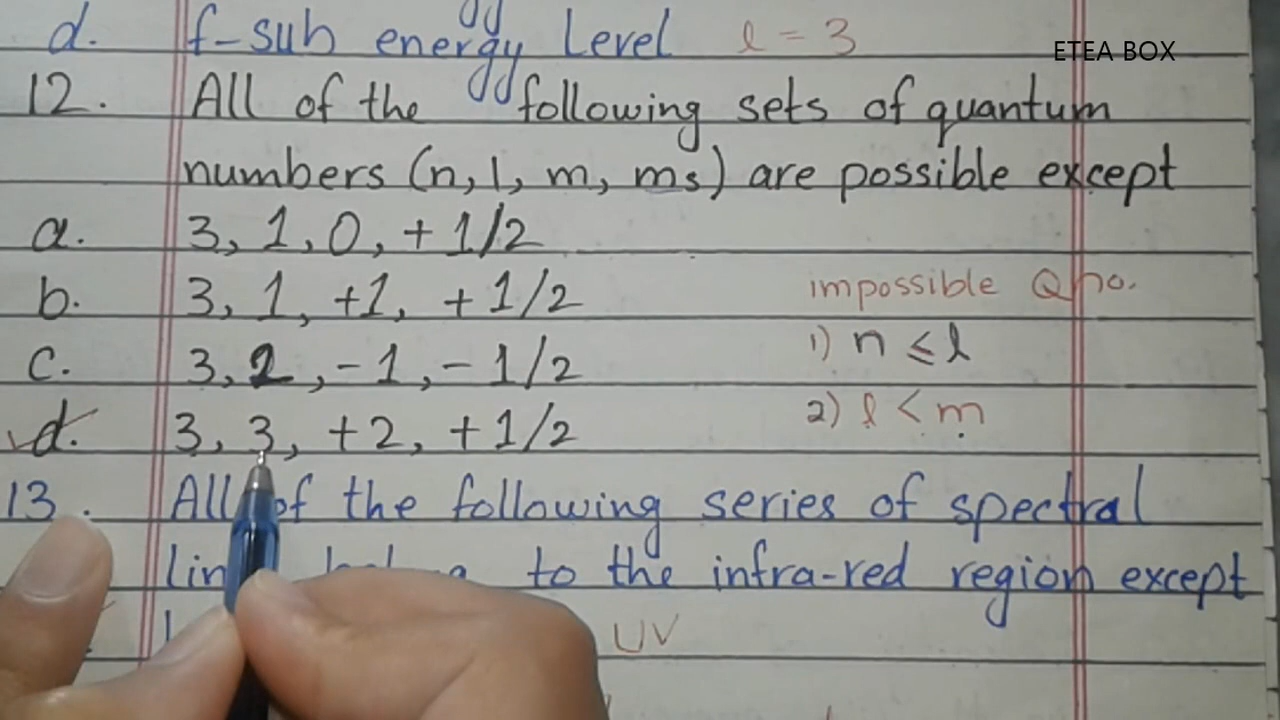 d. f-sub energy Level l = 3
ETEA BOX
12. All of the following sets of quantum
numbers (n, l, m, ms) are possible except
a. 3, 1, 0, + 1/2
b. 3, 1, +1, + 1/2
impossible Q no.
c. 3, 2, -1, - 1/2
1) n ≤ l
d. 3, 3, +2, + 1/2
2) l < m
13. All of the following series of spectral
to the infra-red region except
UV